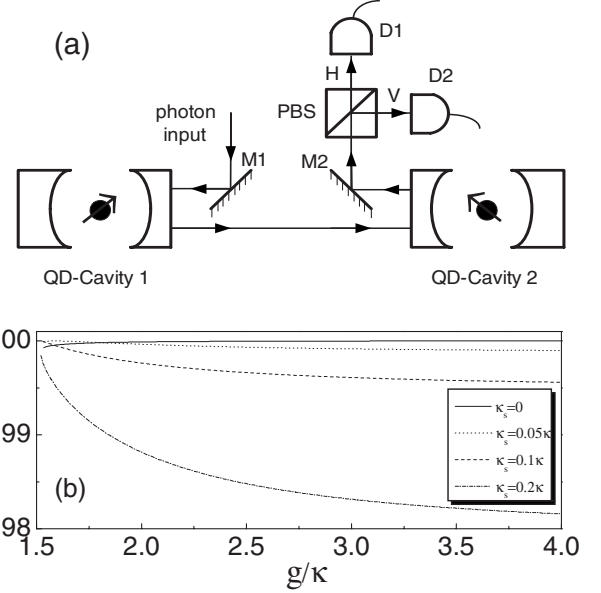 (a)
D1
H
D2
PBS
V
photon
input
M1
M2
QD-Cavity 1
QD-Cavity 2
00
99
98
(b)
κs=0
κs=0.05κ
κs=0.1κ
κs=0.2κ
1.5 2.0 2.5 3.0 3.5 4.0
g/κ